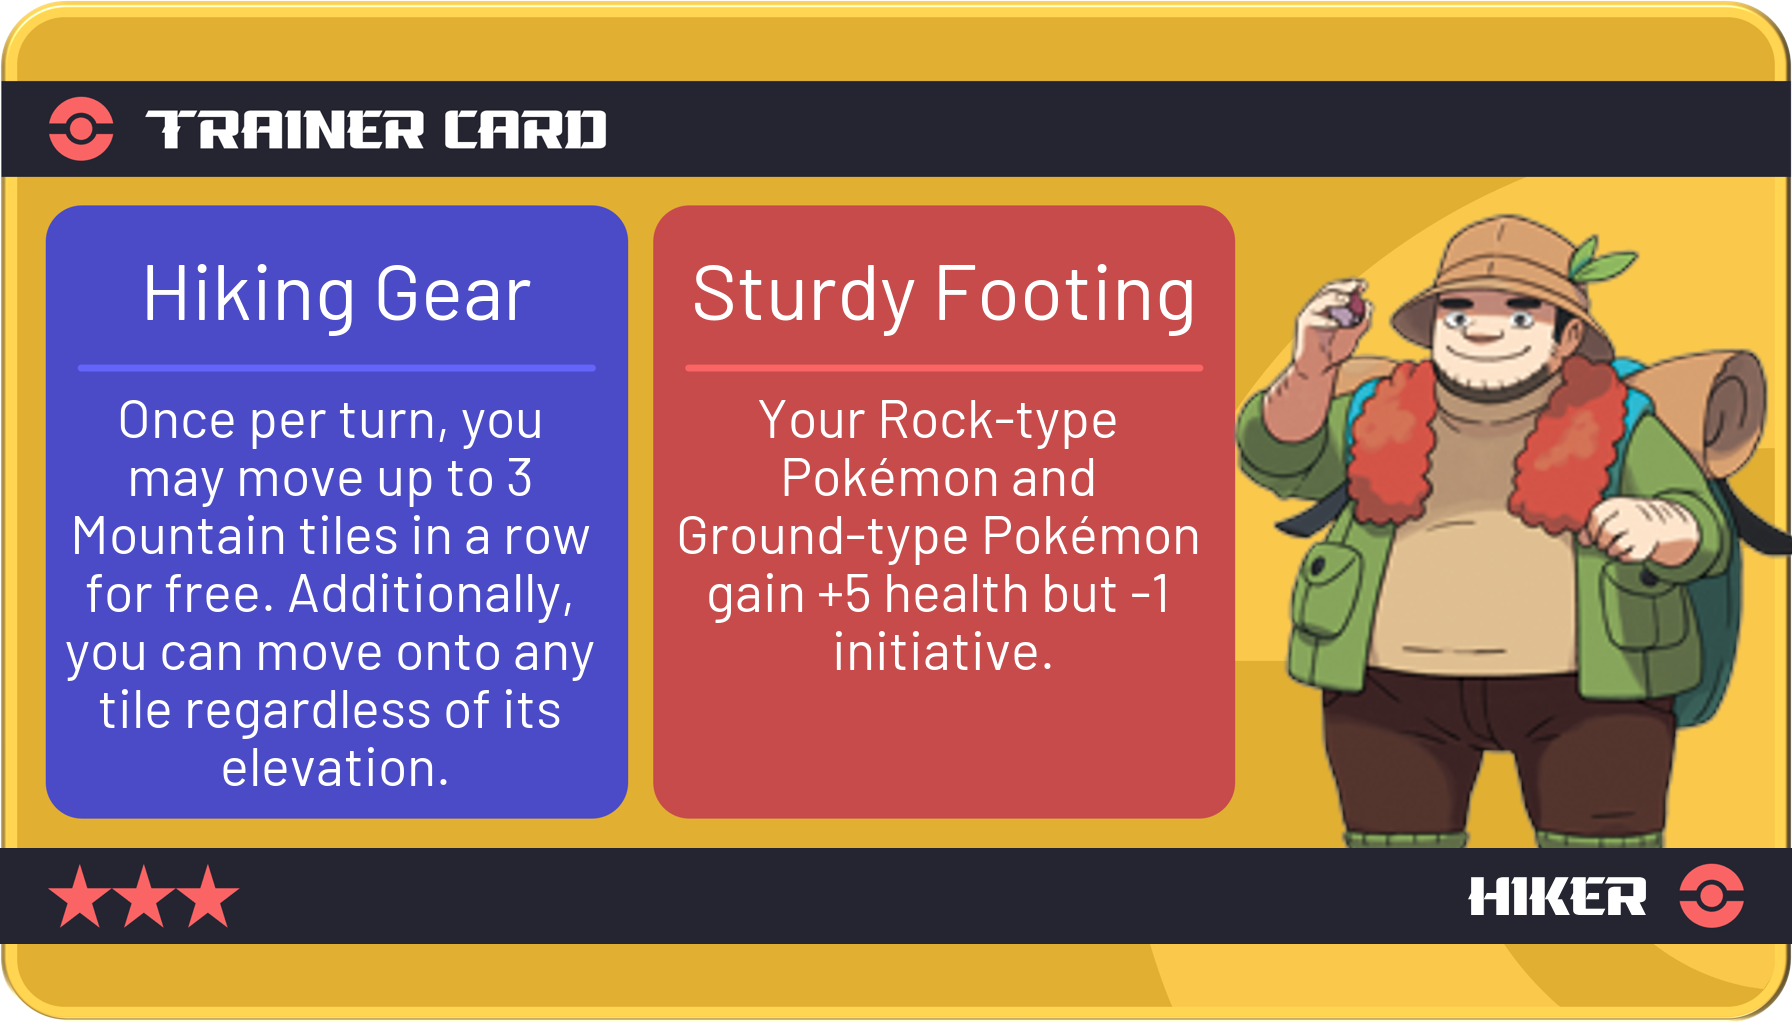 TRAINER CARD
Hiking Gear
Once per turn, you
may move up to 3
Mountain tiles in a row
for free. Additionally,
you can move onto any
tile regardless of its
elevation.
Sturdy Footing
Your Rock-type
Pokémon and
Ground-type Pokémon
gain +5 health but -1
initiative.
HIKER